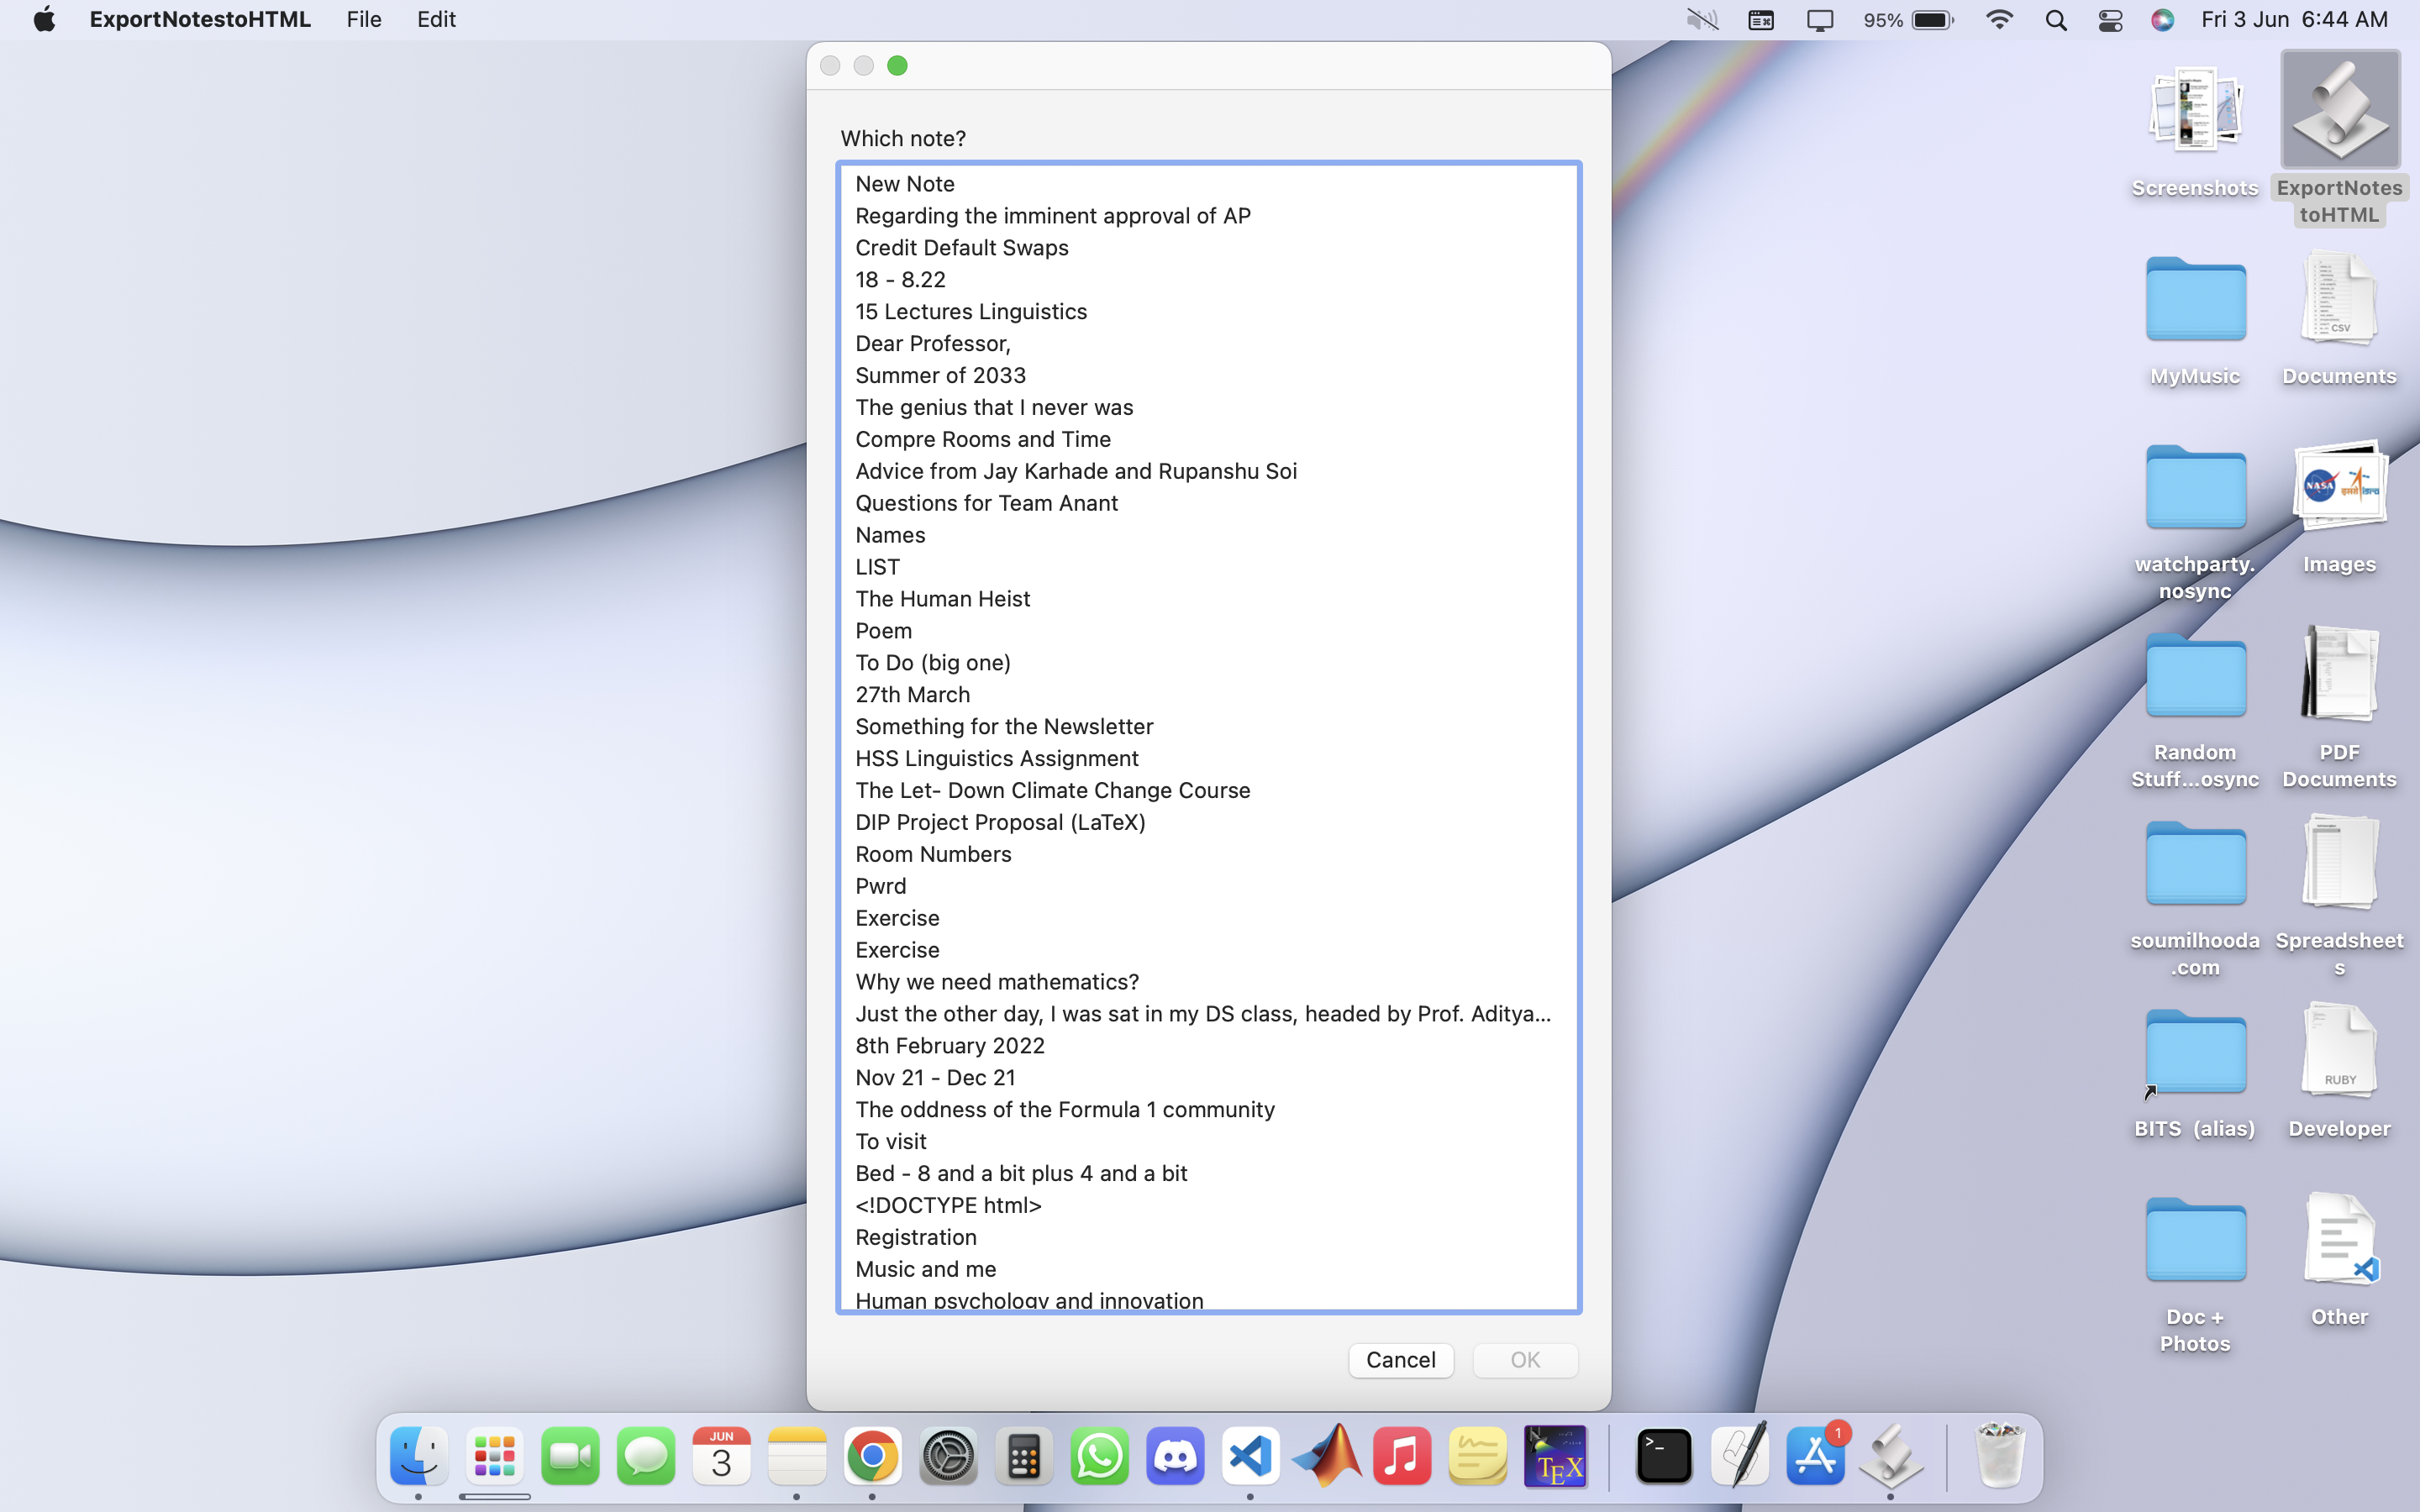 ExportNotestoHTML File Edit 95% Fri 3 Jun 6:44 AM
Which note?
New Note
Regarding the imminent approval of AP
Credit Default Swaps
18 - 8.22
15 Lectures Linguistics
Dear Professor,
Summer of 2033
The genius that I never was
Compre Rooms and Time
Advice from Jay Karhade and Rupanshu Soi
Questions for Team Anant
Names
LIST
The Human Heist
Poem
To Do (big one)
27th March
Something for the Newsletter
HSS Linguistics Assignment
The Let- Down Climate Change Course
DIP Project Proposal (LaTeX)
Room Numbers
Pwrd
Exercise
Exercise
Why we need mathematics?
Just the other day, I was sat in my DS class, headed by Prof. Aditya...
8th February 2022
Nov 21 - Dec 21
The oddness of the Formula 1 community
To visit
Bed - 8 and a bit plus 4 and a bit
<!DOCTYPE html>
Registration
Music and me
Human psychology and innovation
Cancel OK
Screenshots
ExportNotes
toHTML
MyMusic
CSV
Documents
watchparty.
nosync
NASA
Images
Random
Stuff...osync
PDF
Documents
soumilhooda
.com
Spreadsheet
s
BITS (alias)
RUBY
Developer
Doc +
Photos
Other
JUN
3
TEX
>_
1